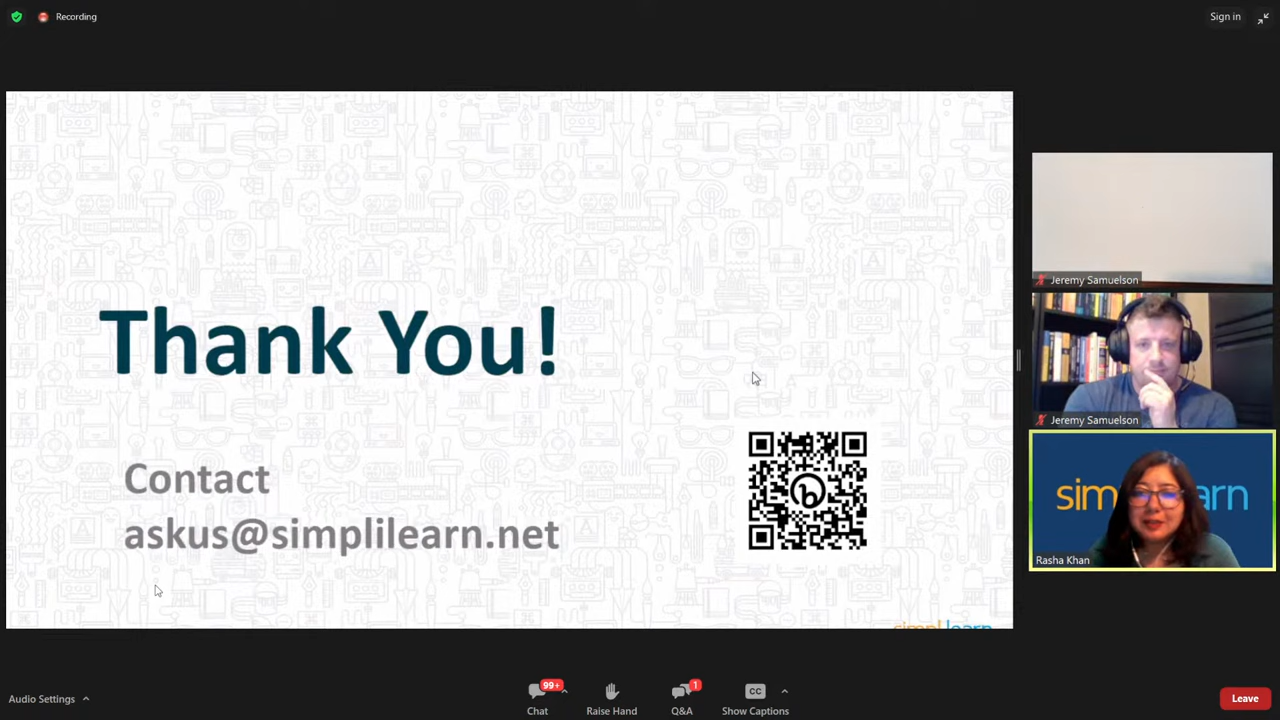 Recording
Sign in
Thank You!
Contact
askus@simplilearn.net
simplilearn
Jeremy Samuelson
Jeremy Samuelson
Rasha Khan
Audio Settings
99+
Chat
Raise Hand
1
Q&A
CC
Show Captions
Leave